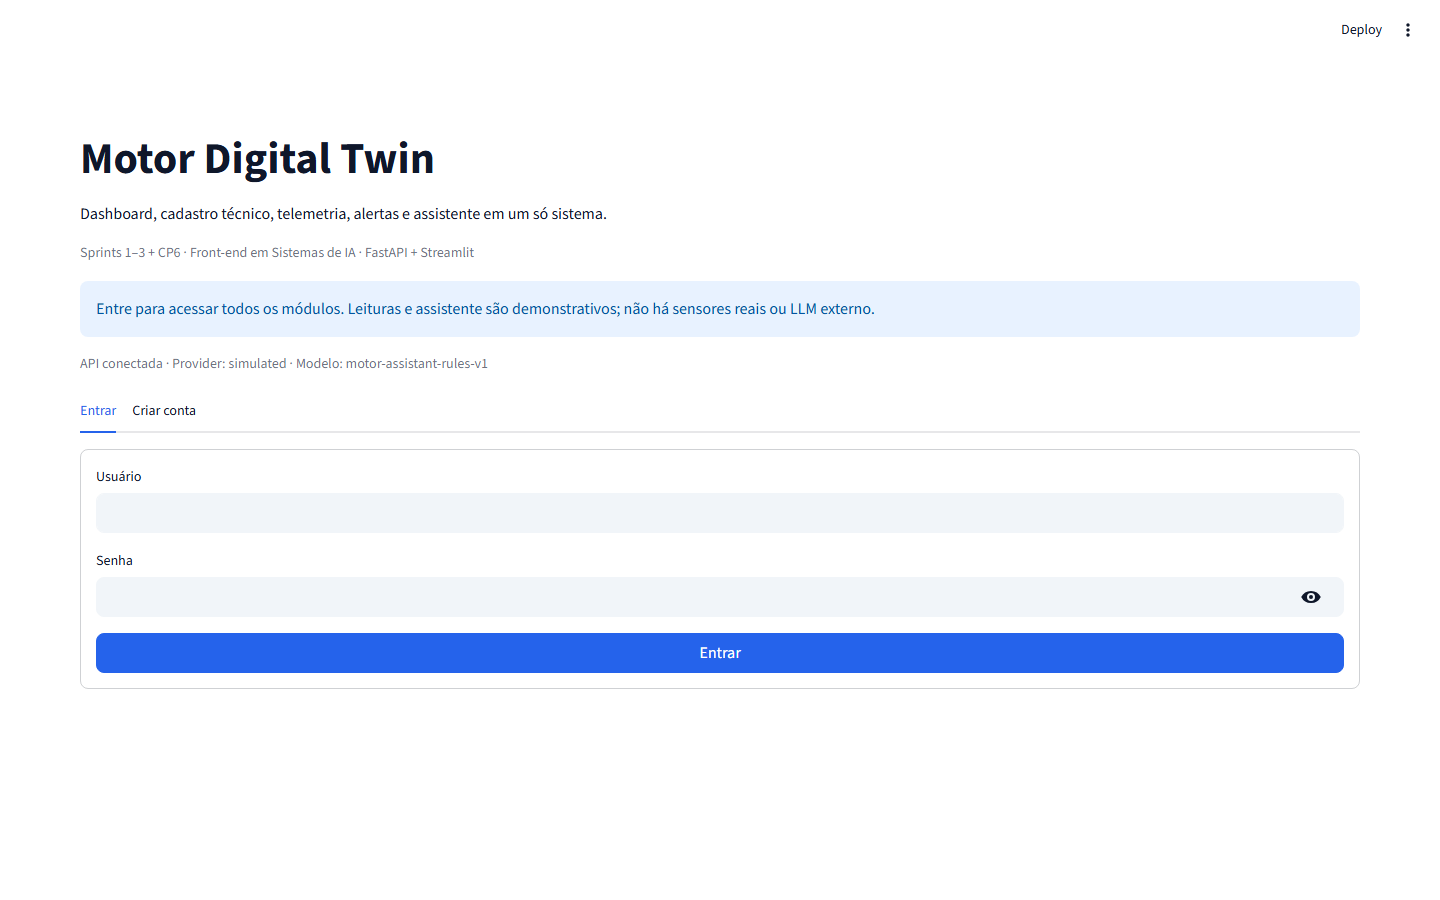 Deploy
Motor Digital Twin
Dashboard, cadastro técnico, telemetria, alertas e assistente em um só sistema.
Sprints 1–3 + CP6 · Front-end em Sistemas de IA · FastAPI + Streamlit
Entre para acessar todos os módulos. Leituras e assistente são demonstrativos; não há sensores reais ou LLM externo.
API conectada · Provider: simulated · Modelo: motor-assistant-rules-v1
Entrar Criar conta
Usuário
Senha
Entrar